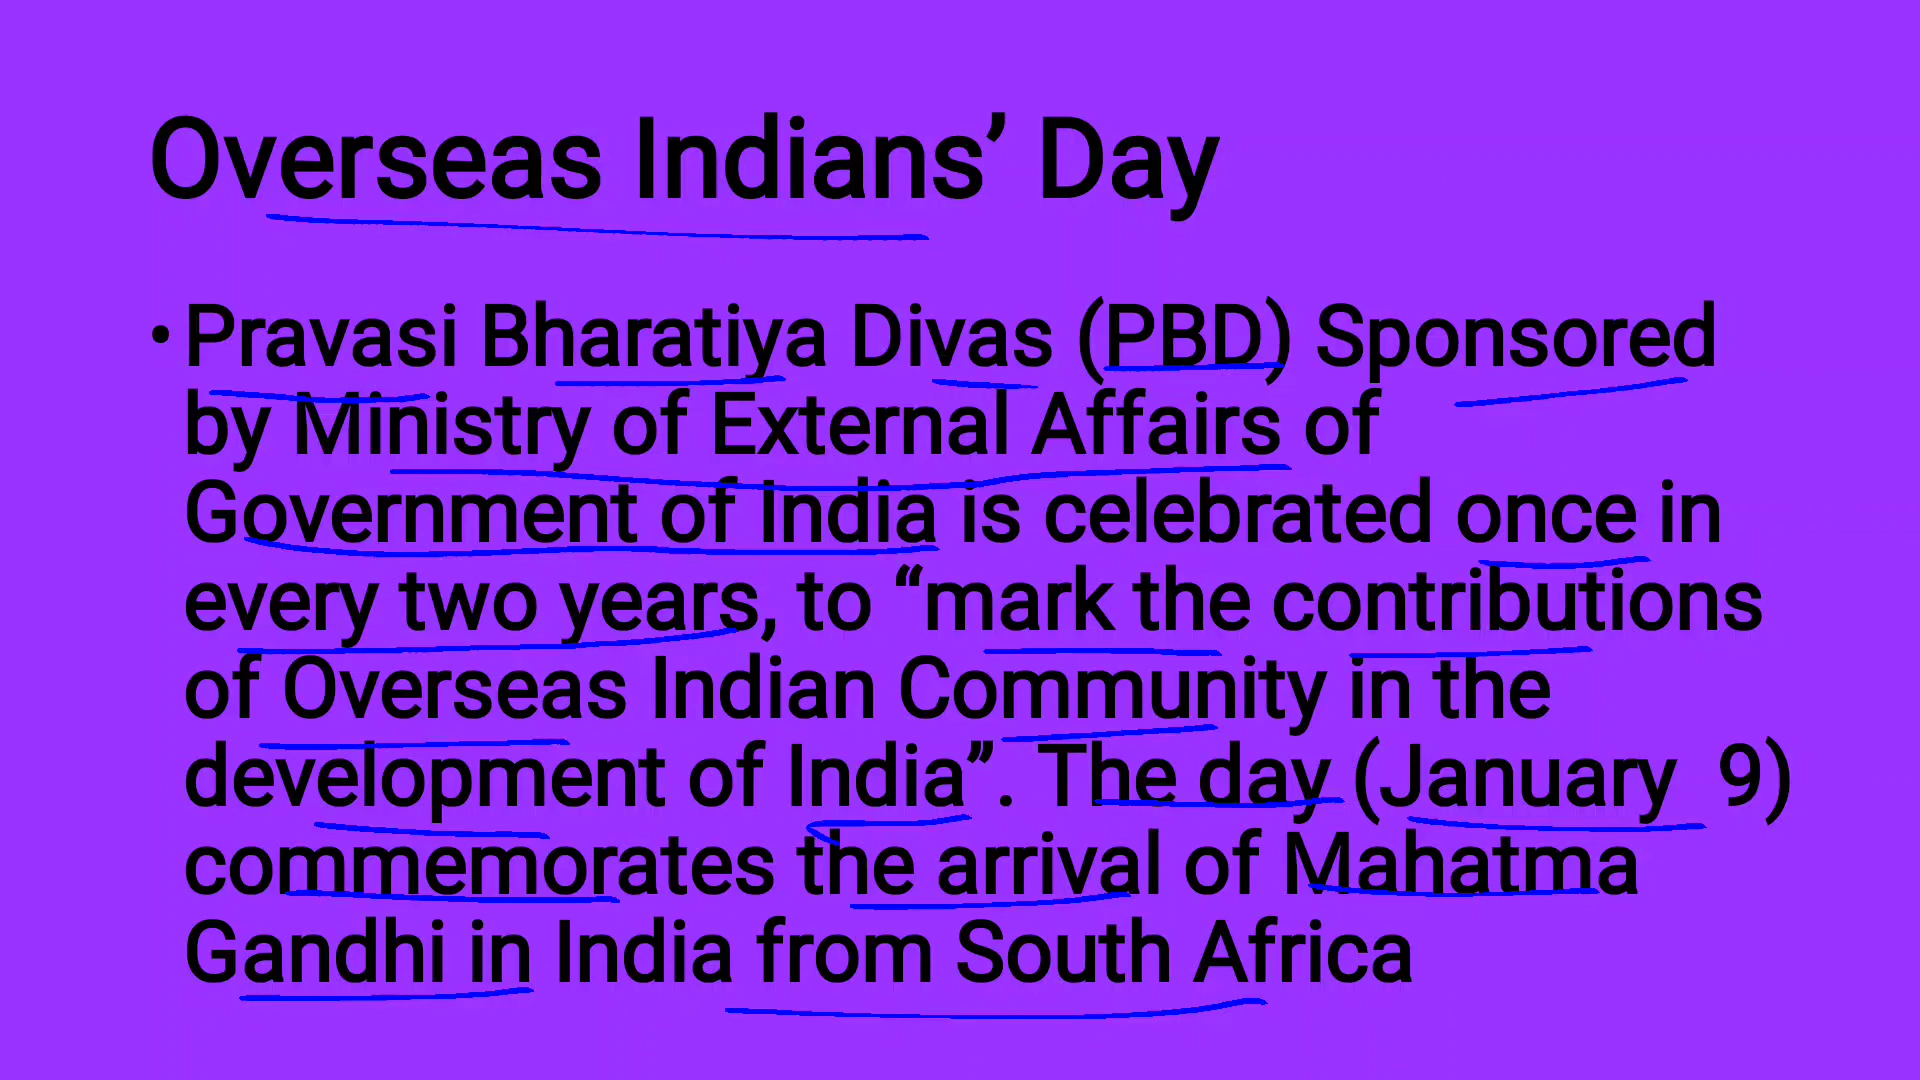 Overseas Indians’ Day
• Pravasi Bharatiya Divas (PBD) Sponsored
by Ministry of External Affairs of
Government of India is celebrated once in
every two years, to “mark the contributions
of Overseas Indian Community in the
development of India”. The day (January  9)
commemorates the arrival of Mahatma
Gandhi in India from South Africa